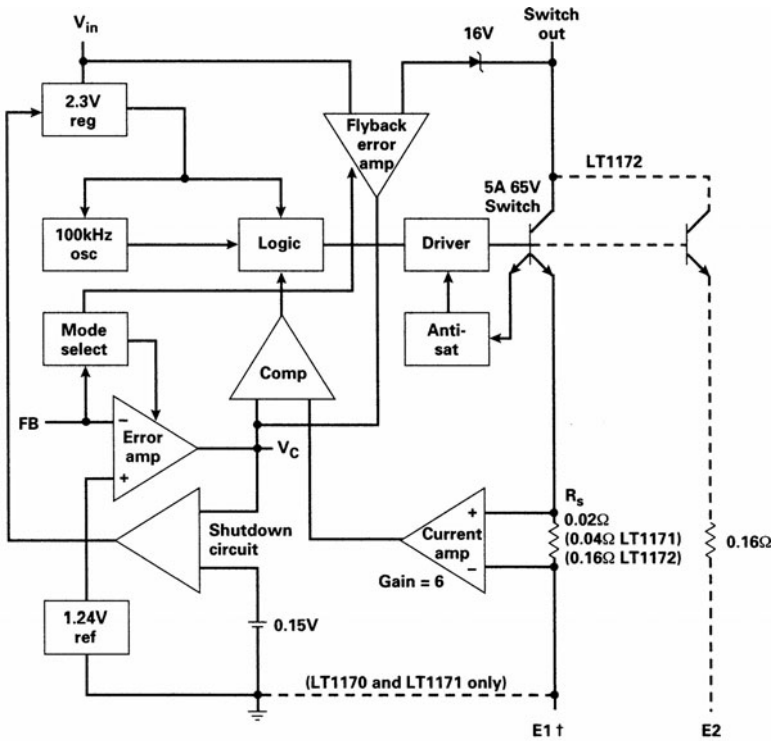 V_in
Switch
out
16V
2.3V
reg
Flyback
error
amp
LT1172
5A 65V
Switch
100kHz
osc
Logic
Driver
Mode
select
Anti-
sat
Comp
FB
−
Error
amp
+
V_C
Shutdown
circuit
Current
amp
+
−
Gain = 6
R_s
0.02Ω
(0.04Ω LT1171)
(0.16Ω LT1172)
0.16Ω
1.24V
ref
0.15V
(LT1170 and LT1171 only)
E1 †
E2